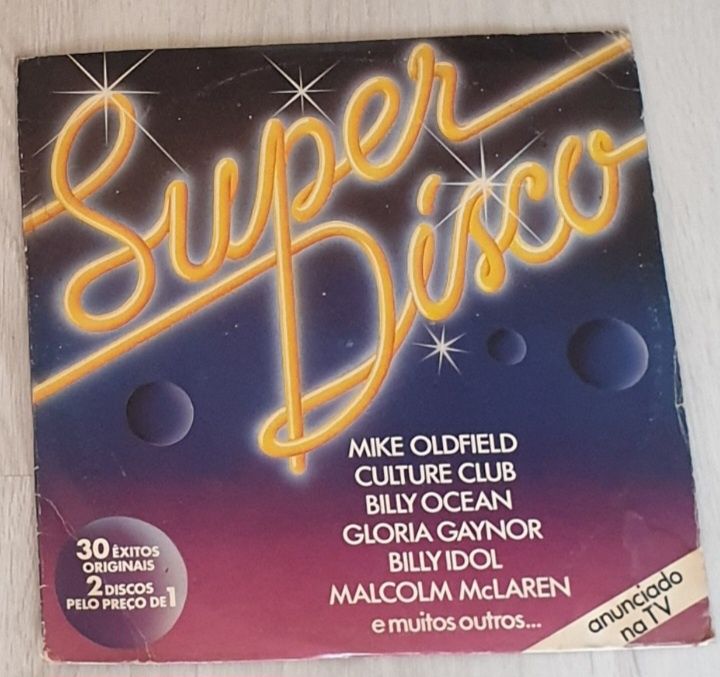 Super
Disco
MIKE OLDFIELD
CULTURE CLUB
BILLY OCEAN
GLORIA GAYNOR
BILLY IDOL
MALCOLM McLAREN
e muitos outros...
30 ÊXITOS
ORIGINAIS
2 DISCOS
PELO PREÇO DE 1
anunciado
na TV